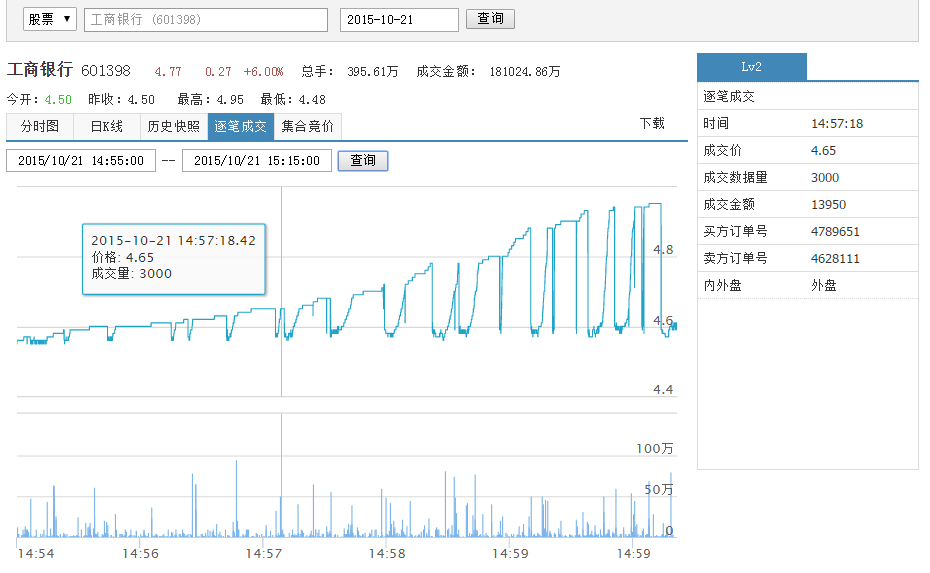 股票 ▼ 工商银行 (601398) 2015-10-21 查询
工商银行 601398 4.77 0.27 +6.00% 总手： 395.61万 成交金额： 181024.86万
今开：4.50 昨收：4.50 最高：4.95 最低：4.48
分时图 日K线 历史快照 逐笔成交 集合竞价 下载
2015/10/21 14:55:00 -- 2015/10/21 15:15:00 查询
2015-10-21 14:57:18.42
价格: 4.65
成交量: 3000
4.8
4.6
4.4
100万
50万
0
14:54 14:56 14:57 14:58 14:59 14:59
Lv2
逐笔成交
时间 14:57:18
成交价 4.65
成交数据量 3000
成交金额 13950
买方订单号 4789651
卖方订单号 4628111
内外盘 外盘